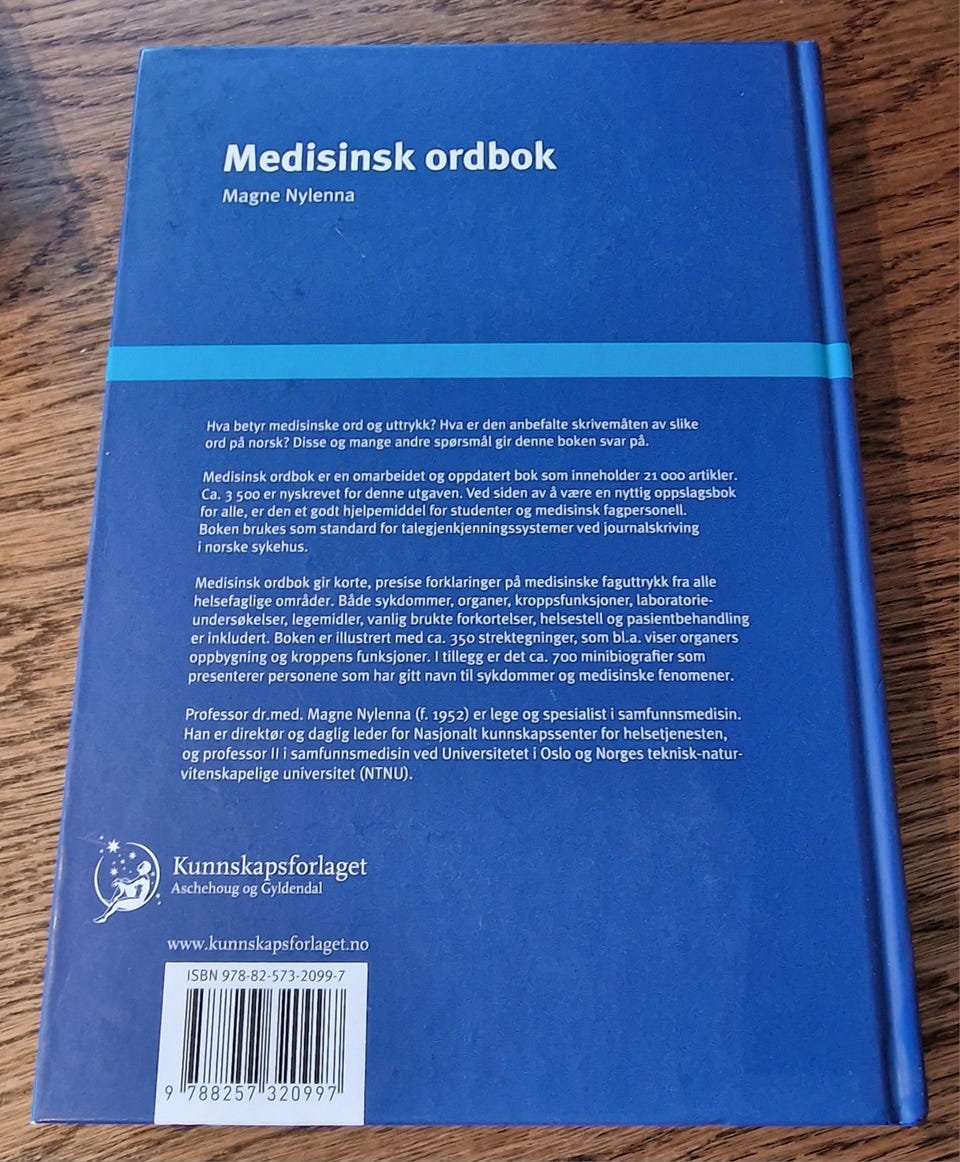 Medisinsk ordbok
Magne Nylenna
Hva betyr medisinske ord og uttrykk? Hva er den anbefalte skrivemåten av slike
ord på norsk? Disse og mange andre spørsmål gir denne boken svar på.
Medisinsk ordbok er en omarbeidet og oppdatert bok som inneholder 21 000 artikler.
Ca. 3 500 er nyskrevet for denne utgaven. Ved siden av å være en nyttig oppslagsbok
for alle, er den et godt hjelpemiddel for studenter og medisinsk fagpersonell.
Boken brukes som standard for talegjenkjenningssystemer ved journalskriving
i norske sykehus.
Medisinsk ordbok gir korte, presise forklaringer på medisinske faguttrykk fra alle
helsefaglige områder. Både sykdommer, organer, kroppsfunksjoner, laboratorie-
undersøkelser, legemidler, vanlig brukte forkortelser, helsestell og pasientbehandling
er inkludert. Boken er illustrert med ca. 350 strektegninger, som bl.a. viser organers
oppbygning og kroppens funksjoner. I tillegg er det ca. 700 minibiografier som
presenterer personene som har gitt navn til sykdommer og medisinske fenomener.
Professor dr.med. Magne Nylenna (f. 1952) er lege og spesialist i samfunnsmedisin.
Han er direktør og daglig leder for Nasjonalt kunnskapssenter for helsetjenesten,
og professor II i samfunnsmedisin ved Universitetet i Oslo og Norges teknisk-natur-
vitenskapelige universitet (NTNU).
Kunnskapsforlaget
Aschehoug og Gyldendal
www.kunnskapsforlaget.no
ISBN 978-82-573-2099-7
9 788257 320997